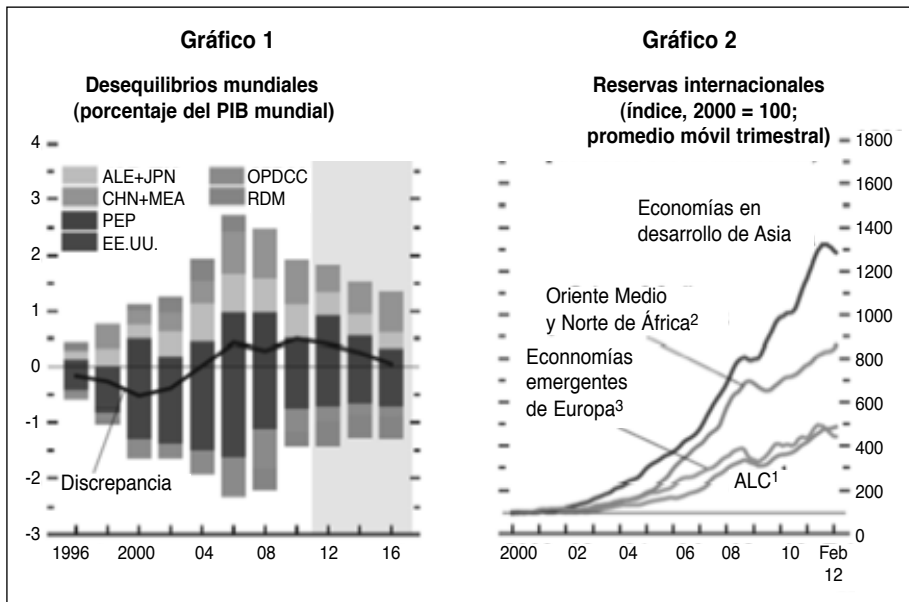 Gráfico 1
Desequilibrios mundiales
(porcentaje del PIB mundial)
4
3
2
1
0
-1
-2
-3
ALE+JPN
CHN+MEA
PEP
EE.UU.
OPDCC
RDM
Discrepancia
1996
2000
04
08
12
16
Gráfico 2
Reservas internacionales
(índice, 2000 = 100;
promedio móvil trimestral)
1800
1600
1400
1200
1000
800
600
400
200
0
Economías en
desarrollo de Asia
Oriente Medio
y Norte de África²
Econnomías
emergentes
de Europa³
ALC¹
2000
02
04
06
08
10
Feb
12